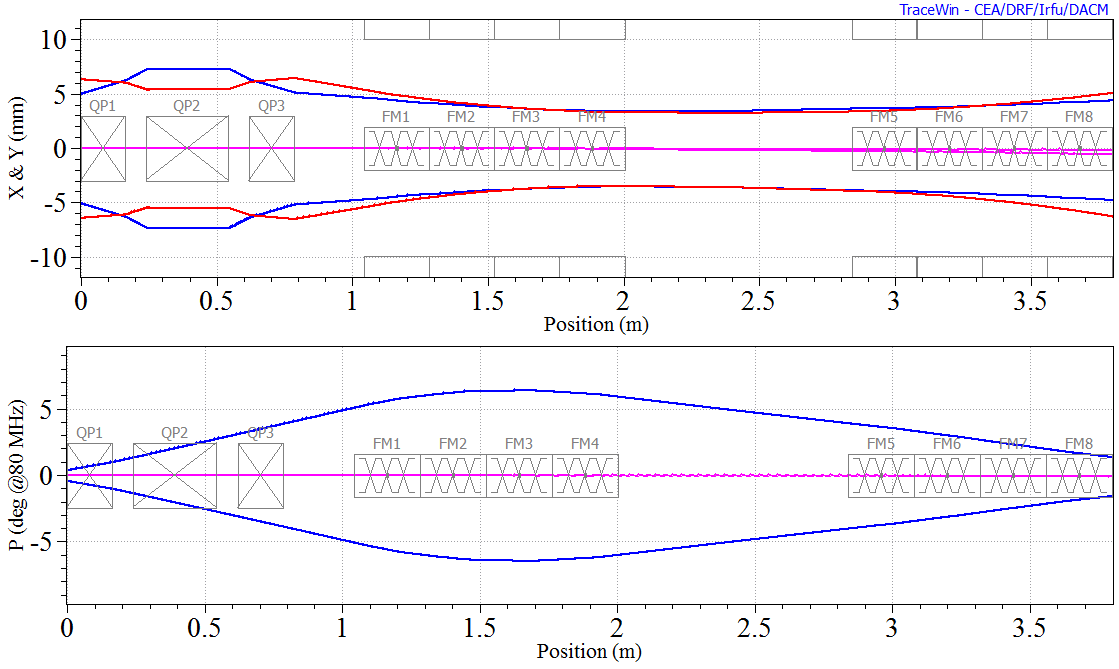 TraceWin - CEA/DRF/Irfu/DACM
X & Y (mm)
10
5
0
-5
-10
QP1 QP2 QP3 FM1 FM2 FM3 FM4 FM5 FM6 FM7 FM8
0 0.5 1 1.5 2 2.5 3 3.5
Position (m)
P (deg @80 MHz)
5
0
-5
QP1 QP2 QP3 FM1 FM2 FM3 FM4 FM5 FM6 FM7 FM8
0 0.5 1 1.5 2 2.5 3 3.5
Position (m)